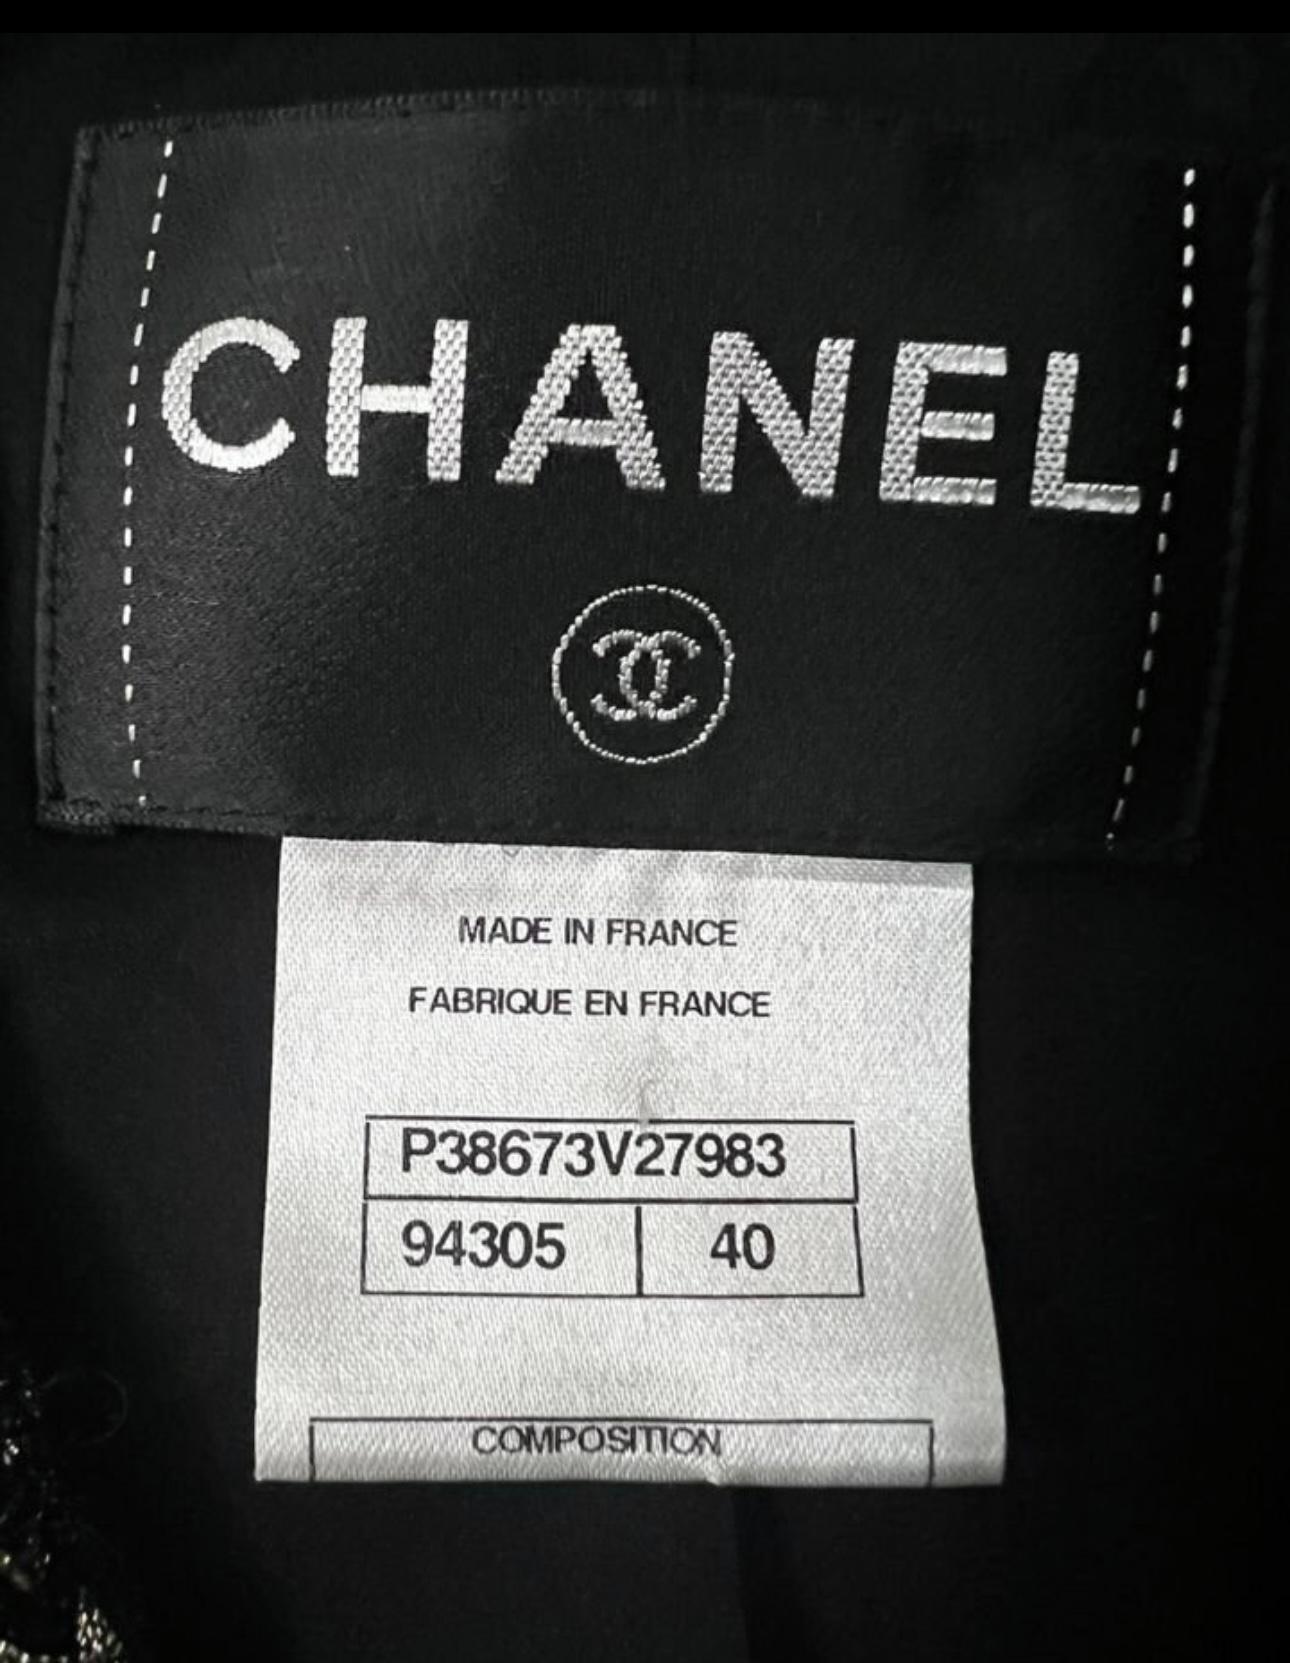 CHANEL
MADE IN FRANCE
FABRIQUE EN FRANCE
P38673V27983
94305 40
COMPOSITION